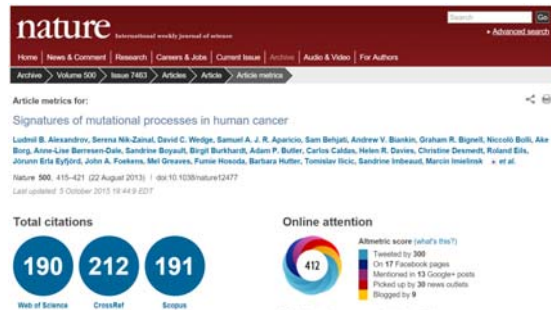 nature
International weekly journal of science
Search
Go
Advanced search
Home
News & Comment
Research
Careers & Jobs
Current Issue
Archive
Audio & Video
For Authors
Archive
Volume 500
Issue 7463
Articles
Article
Article metrics
Article metrics for:
Signatures of mutational processes in human cancer
Ludmil B. Alexandrov, Serena Nik-Zainal, David C. Wedge, Samuel A. J. R. Aparicio, Sam Behjati, Andrew V. Biankin, Graham R. Bignell, Niccolò Bolli, Ake
Borg, Anne-Lise Børresen-Dale, Sandrine Boyault, Birgit Burkhardt, Adam P. Butler, Carlos Caldas, Helen R. Davies, Christine Desmedt, Roland Eils,
Jórunn Erla Eyfjörd, John A. Foekens, Mel Greaves, Fumie Hosoda, Barbara Hutter, Tomislav Ilicic, Sandrine Imbeaud, Marcin Imielinsk + et al.
Nature 500, 415–421 (22 August 2013) | doi:10.1038/nature12477
Last updated: 5 October 2015 19:44:9 EDT
Total citations
190
212
191
Web of Science
CrossRef
Scopus
Online attention
412
Altmetric score (what's this?)
Tweeted by 300
On 17 Facebook pages
Mentioned in 13 Google+ posts
Picked up by 30 news outlets
Blogged by 9